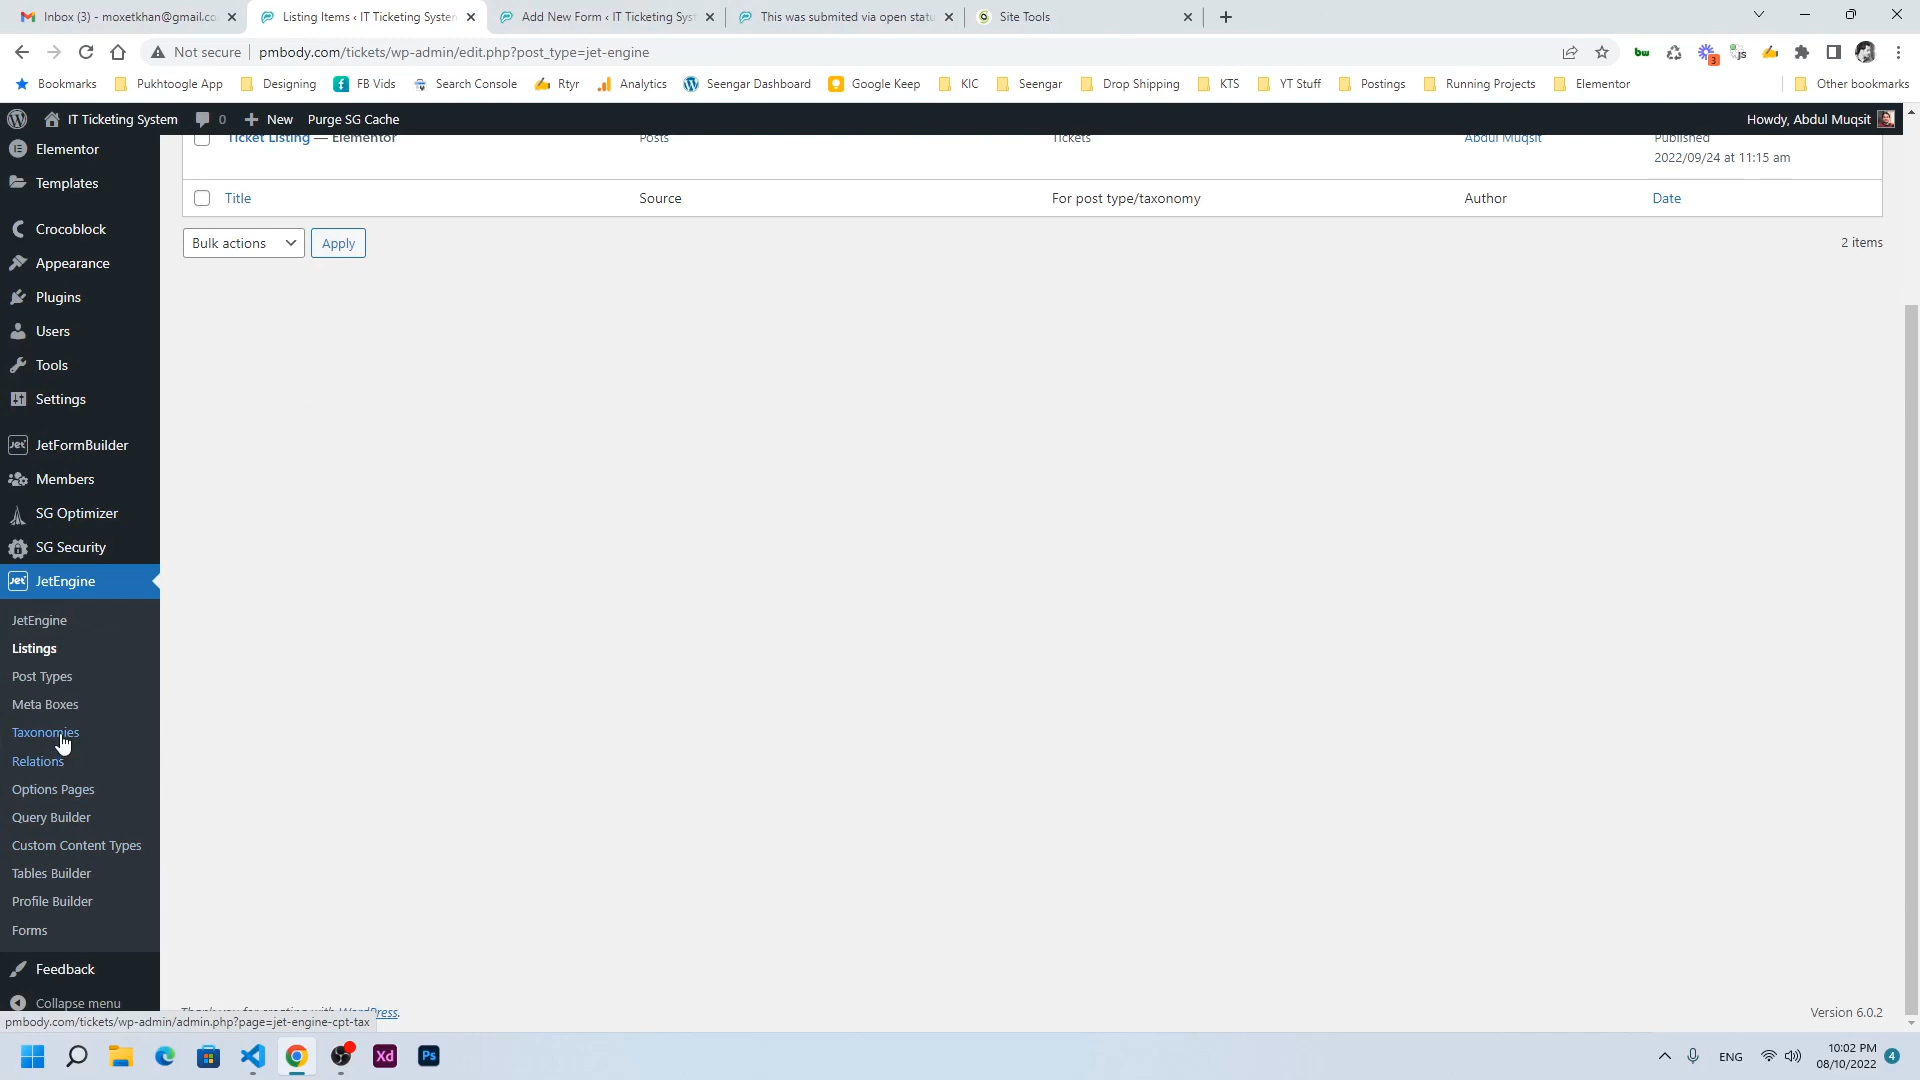 Inbox (3) - moxetkhan@gmail.co
Listing Items ‹ IT Ticketing System
Add New Form ‹ IT Ticketing Syst
This was submited via open statu
Site Tools
Not secure
pmbody.com/tickets/wp-admin/edit.php?post_type=jet-engine
Bookmarks
Pukhtoogle App
Designing
FB Vids
Search Console
Rtyr
Analytics
Seengar Dashboard
Google Keep
KIC
Seengar
Drop Shipping
KTS
YT Stuff
Postings
Running Projects
Elementor
Other bookmarks
IT Ticketing System
0
New
Purge SG Cache
Howdy, Abdul Muqsit
Elementor
Templates
Crocoblock
Appearance
Plugins
Users
Tools
Settings
JetFormBuilder
Members
SG Optimizer
SG Security
JetEngine
JetEngine
Listings
Post Types
Meta Boxes
Taxonomies
Relations
Options Pages
Query Builder
Custom Content Types
Tables Builder
Profile Builder
Forms
Feedback
Collapse menu
Ticket Listing — Elementor
Posts
Tickets
Abdul Muqsit
Published
2022/09/24 at 11:15 am
Title
Source
For post type/taxonomy
Author
Date
Bulk actions
Apply
2 items
Thank you for creating with WordPress.
Version 6.0.2
pmbody.com/tickets/wp-admin/admin.php?page=jet-engine-cpt-tax
ENG
10:02 PM
08/10/2022
4